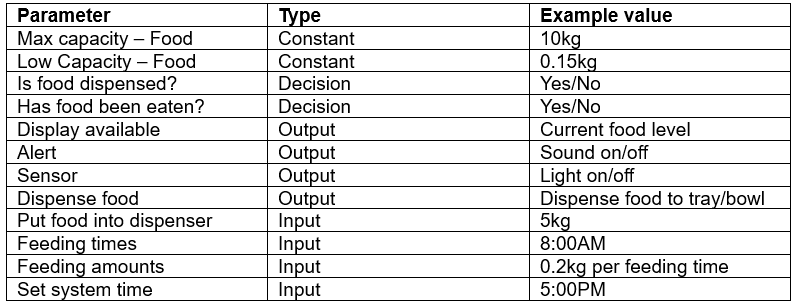 Parameter Type Example value
Max capacity – Food Constant 10kg
Low Capacity – Food Constant 0.15kg
Is food dispensed? Decision Yes/No
Has food been eaten? Decision Yes/No
Display available Output Current food level
Alert Output Sound on/off
Sensor Output Light on/off
Dispense food Output Dispense food to tray/bowl
Put food into dispenser Input 5kg
Feeding times Input 8:00AM
Feeding amounts Input 0.2kg per feeding time
Set system time Input 5:00PM